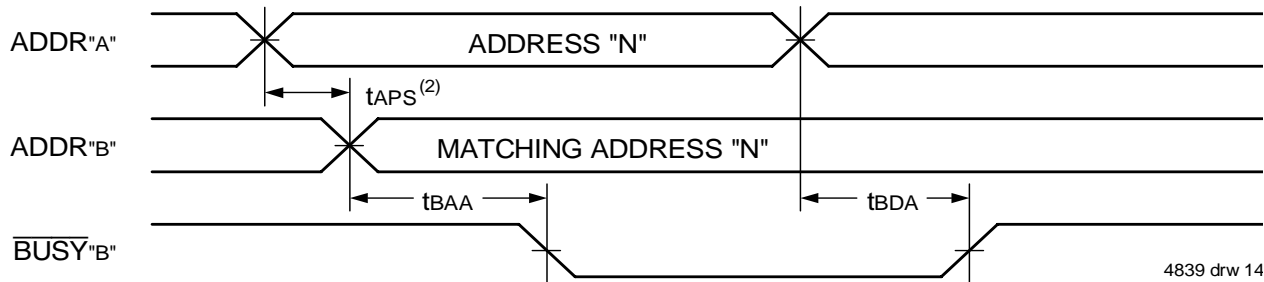 ADDR"A"
ADDRESS "N"
tAPS(2)
ADDR"B"
MATCHING ADDRESS "N"
tBAA
tBDA
BUSY"B"
4839 drw 14